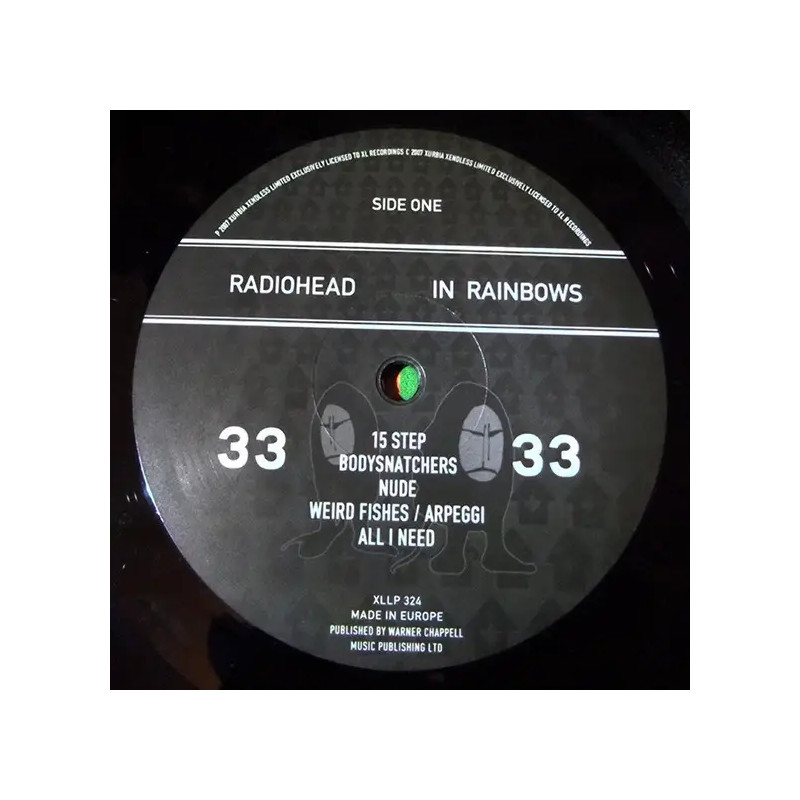 P 2007 XURBIA XENDLESS LIMITED EXCLUSIVELY LICENSED TO XL RECORDINGS C 2007 XURBIA XENDLESS LIMITED EXCLUSIVELY LICENSED TO XL RECORDINGS
SIDE ONE
RADIOHEAD IN RAINBOWS
33 33
15 STEP
BODYSNATCHERS
NUDE
WEIRD FISHES / ARPEGGI
ALL I NEED
XLLP 324
MADE IN EUROPE
PUBLISHED BY WARNER CHAPPELL
MUSIC PUBLISHING LTD